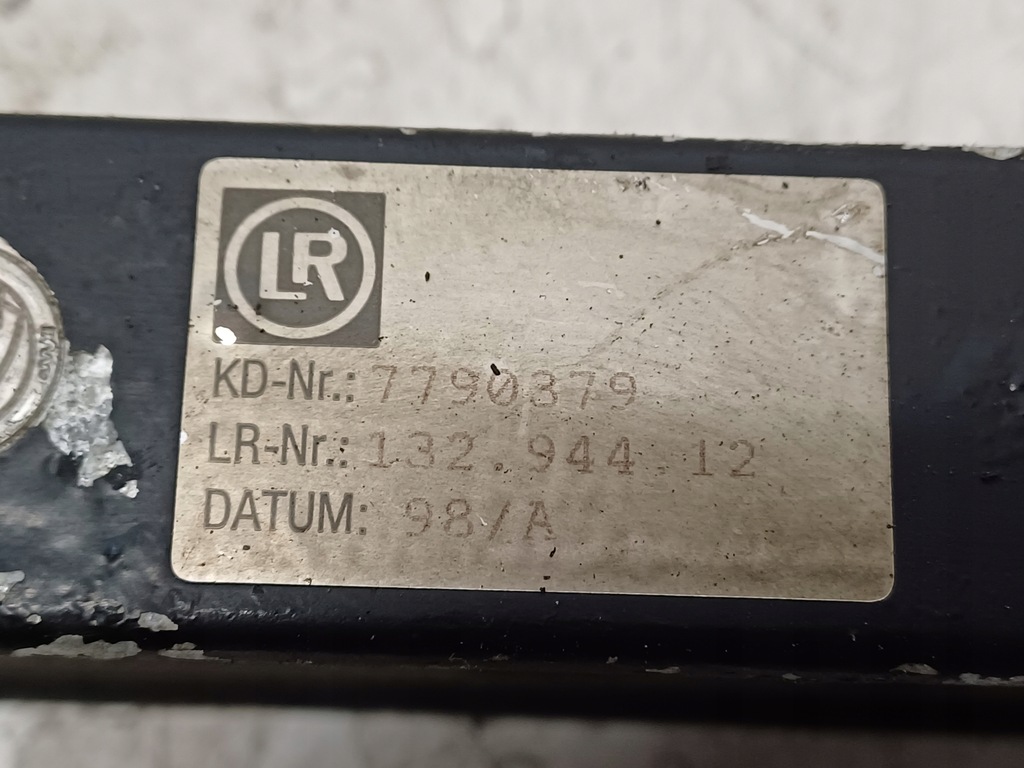 LR
KD-Nr.: 7790379
LR-Nr.: 132.944.12
DATUM: 98/A